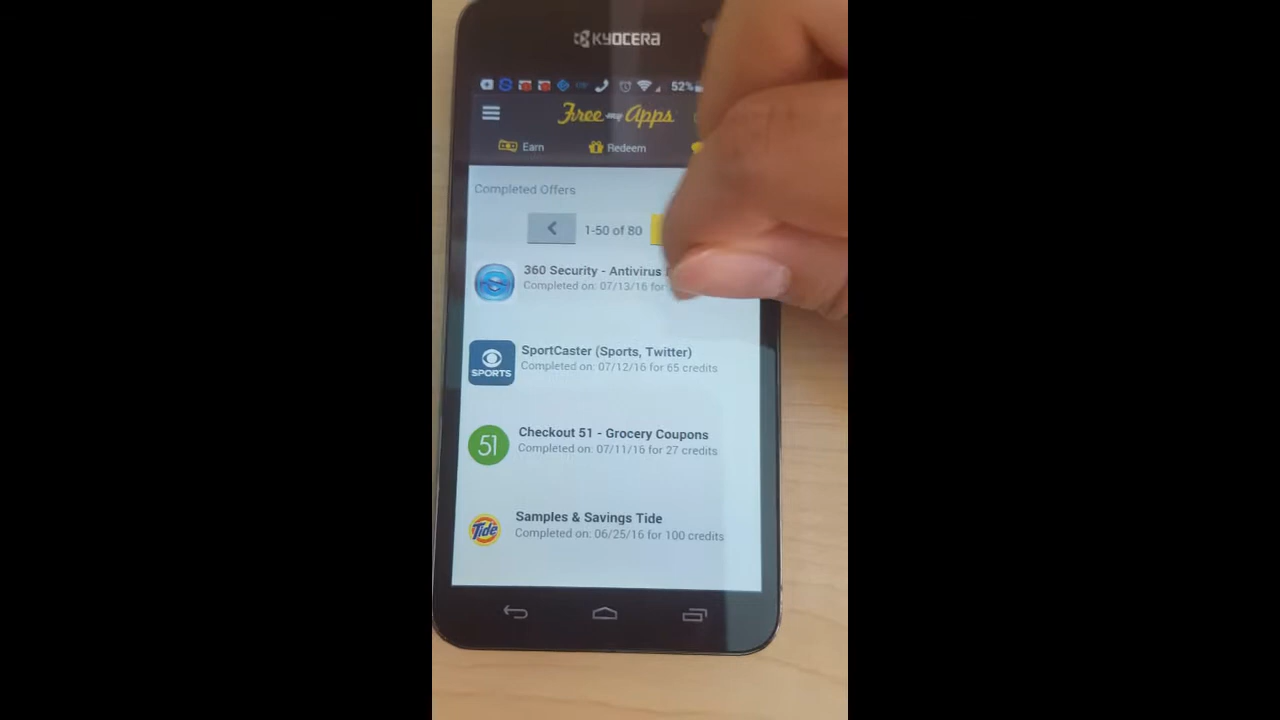 KYOCERA
52%
Free my Apps
Earn
Redeem
Completed Offers
1-50 of 80
360 Security - Antivirus
Completed on: 07/13/16 for
SportCaster (Sports, Twitter)
Completed on: 07/12/16 for 65 credits
SPORTS
51
Checkout 51 - Grocery Coupons
Completed on: 07/11/16 for 27 credits
Tide
Samples & Savings Tide
Completed on: 06/25/16 for 100 credits